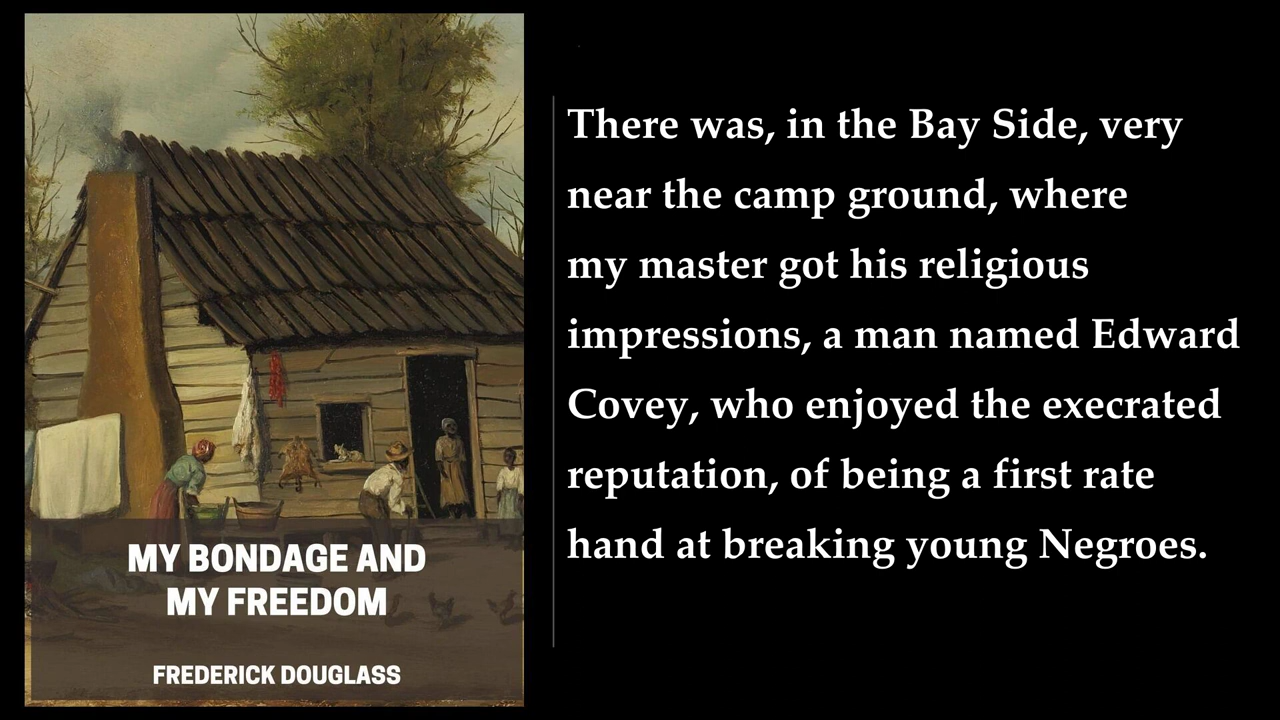 MY BONDAGE AND
MY FREEDOM
FREDERICK DOUGLASS
There was, in the Bay Side, very
near the camp ground, where
my master got his religious
impressions, a man named Edward
Covey, who enjoyed the execrated
reputation, of being a first rate
hand at breaking young Negroes.